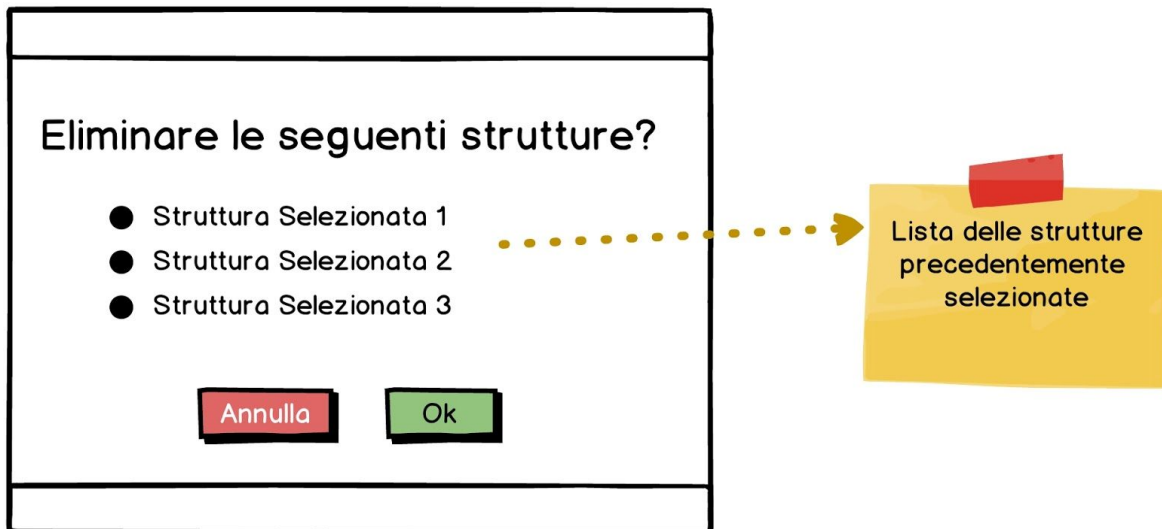 Eliminare le seguenti strutture?
Struttura Selezionata 1
Struttura Selezionata 2
Struttura Selezionata 3
Annulla
Ok
Lista delle strutture
precedentemente
selezionate